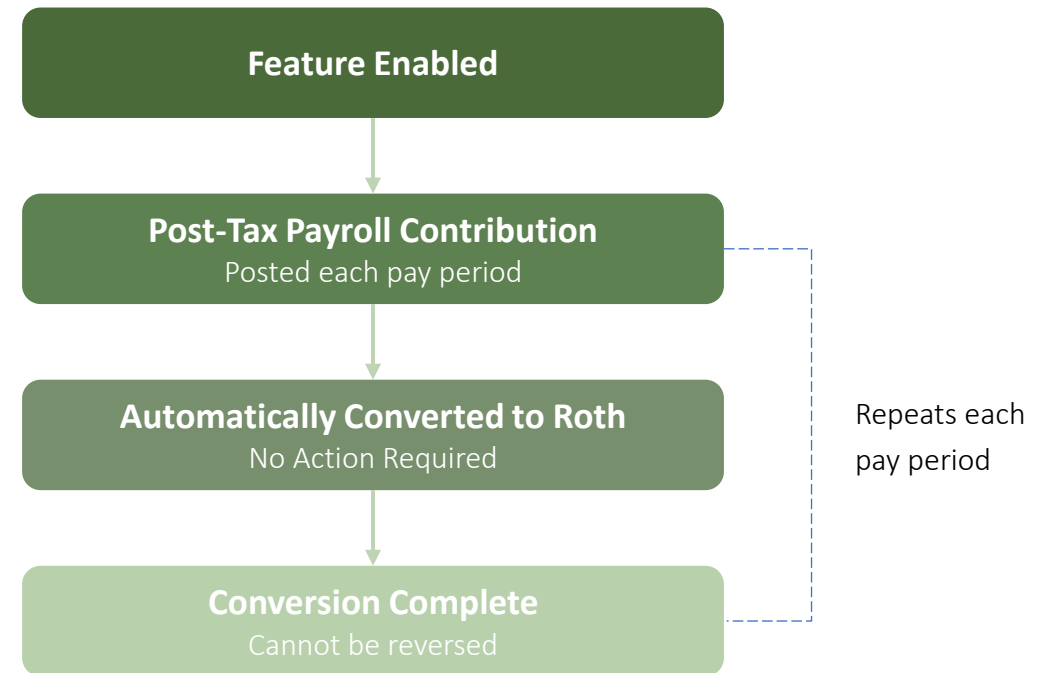 Feature Enabled
Post-Tax Payroll Contribution
Posted each pay period
Automatically Converted to Roth
No Action Required
Repeats each
pay period
Conversion Complete
Cannot be reversed